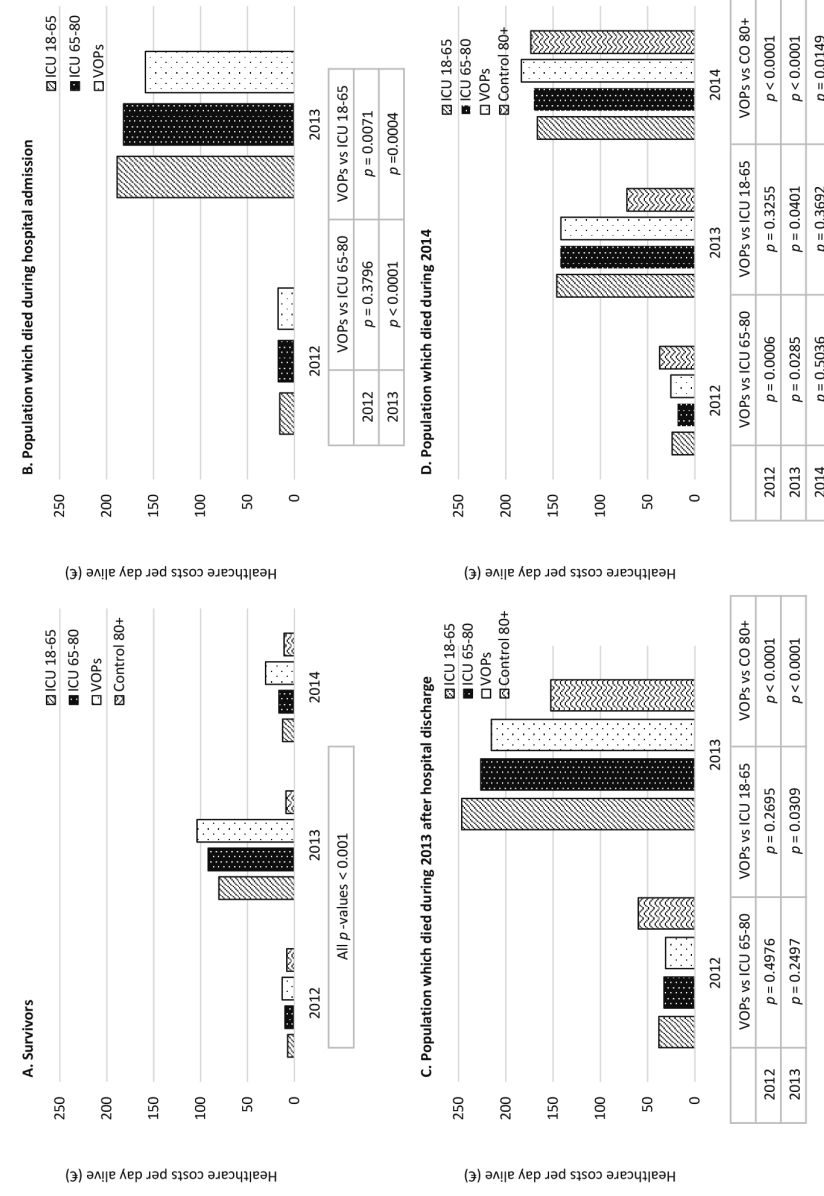 A. Survivors
Healthcare costs per day alive (€)
250
200
150
100
50
0
ICU 18-65
ICU 65-80
VOPs
Control 80+
2012
2013
2014
All p -values < 0.001
B. Population which died during hospital admission
Healthcare costs per day alive (€)
250
200
150
100
50
0
ICU 18-65
ICU 65-80
VOPs
2012
2013
VOPs vs ICU 65-80 VOPs vs ICU 18-65
2012 p = 0.3796 p = 0.0071
2013 p < 0.0001 p =0.0004
C. Population which died during 2013 after hospital discharge
Healthcare costs per day alive (€)
250
200
150
100
50
0
ICU 18-65
ICU 65-80
VOPs
Control 80+
2012
2013
VOPs vs ICU 65-80 VOPs vs ICU 18-65 VOPs vs CO 80+
2012 p = 0.4976 p = 0.2695 p < 0.0001
2013 p = 0.2497 p = 0.0309 p < 0.0001
D. Population which died during 2014
Healthcare costs per day alive (€)
250
200
150
100
50
0
ICU 18-65
ICU 65-80
VOPs
Control 80+
2012
2013
2014
VOPs vs ICU 65-80 VOPs vs ICU 18-65 VOPs vs CO 80+
2012 p = 0.0006 p = 0.3255 p < 0.0001
2013 p = 0.0285 p = 0.0401 p < 0.0001
2014 p = 0.5036 p = 0.3692 p = 0.0149